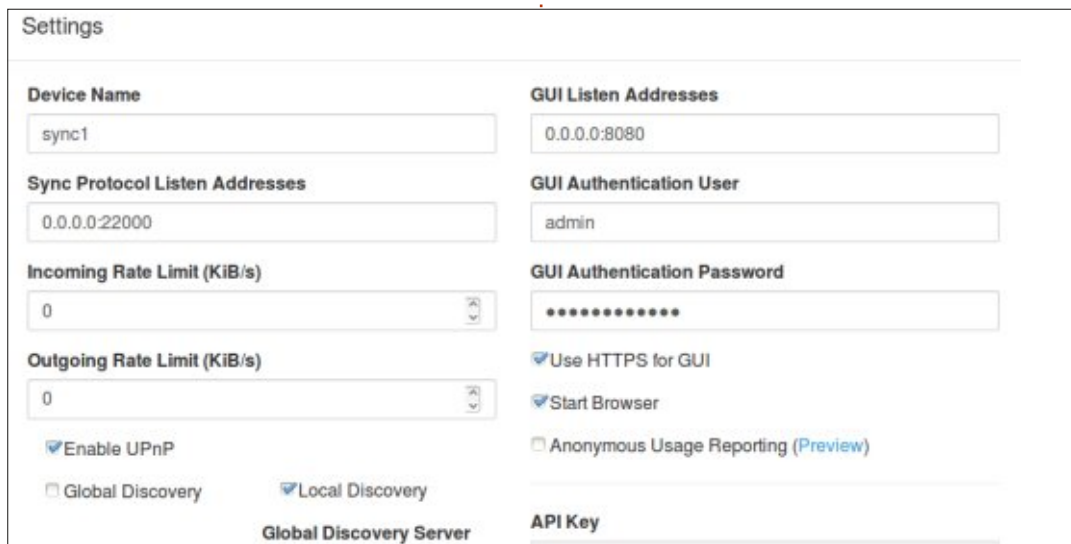 Settings
Device Name
sync1
Sync Protocol Listen Addresses
0.0.0.0:22000
Incoming Rate Limit (KiB/s)
0
Outgoing Rate Limit (KiB/s)
0
Enable UPnP
Global Discovery
Local Discovery
Global Discovery Server
GUI Listen Addresses
0.0.0.0:8080
GUI Authentication User
admin
GUI Authentication Password
••••••••••••
Use HTTPS for GUI
Start Browser
Anonymous Usage Reporting (Preview)
API Key